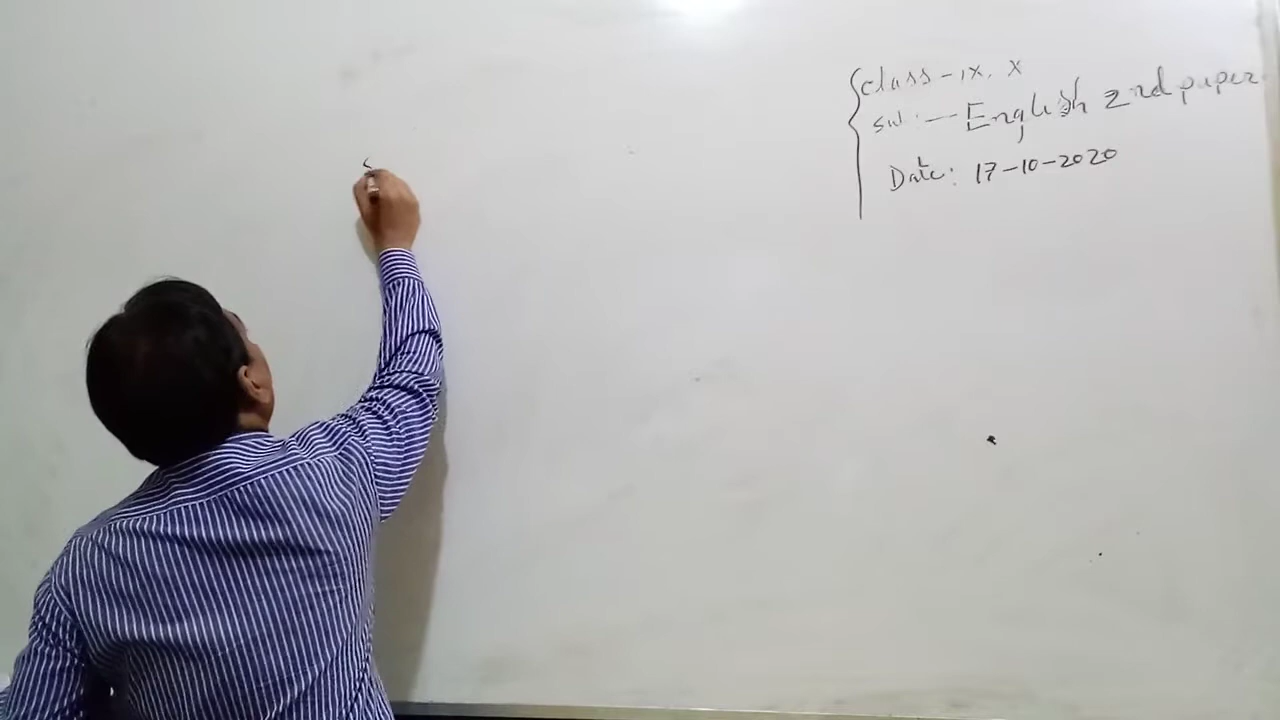 class - IX, X
sub: - English 2nd paper
Date: 17-10-2020